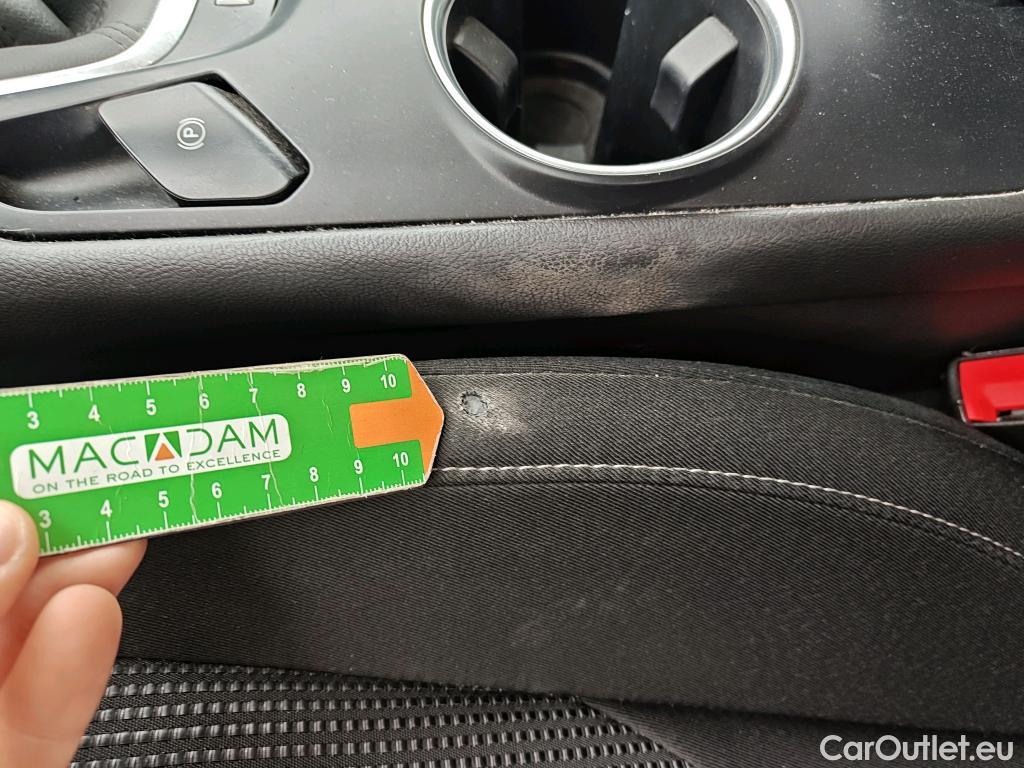 (P)
3 4 5 6 7 8 9 10
MACADAM
ON THE ROAD TO EXCELLENCE
3 4 5 6 7 8 9 10
CarOutlet.eu